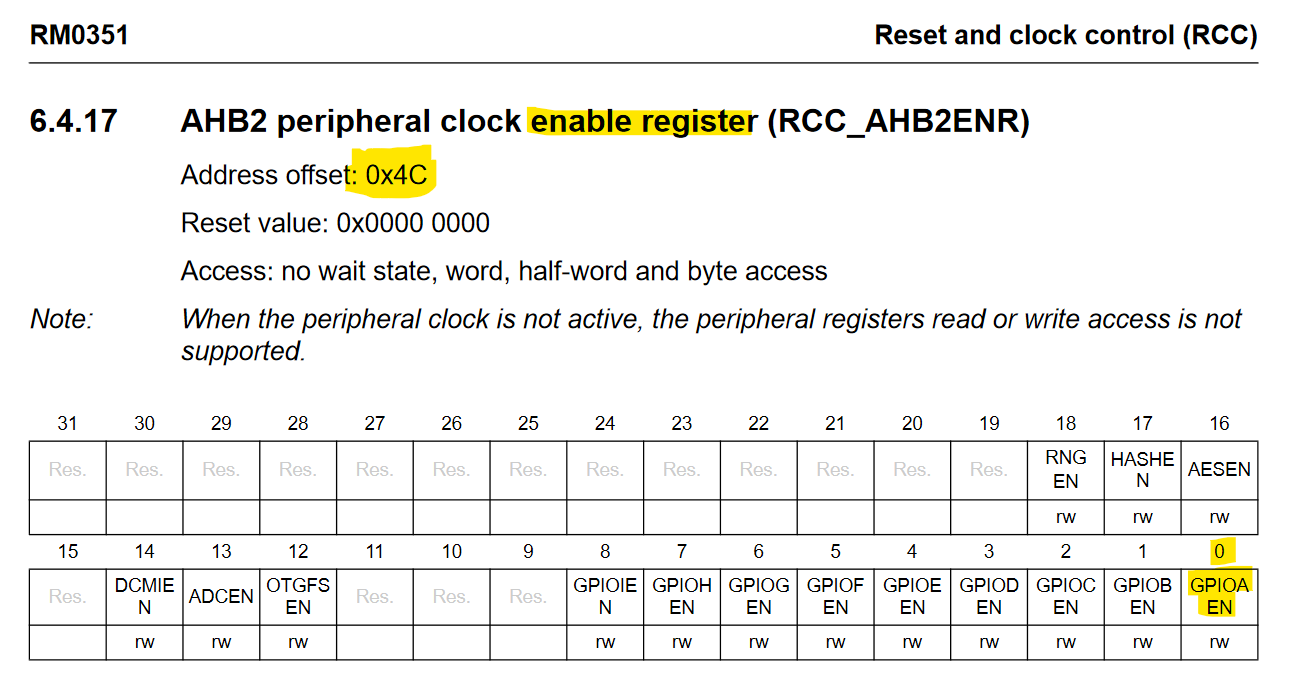 RM0351 Reset and clock control (RCC)
6.4.17 AHB2 peripheral clock enable register (RCC_AHB2ENR)
Address offset: 0x4C
Reset value: 0x0000 0000
Access: no wait state, word, half-word and byte access
Note: When the peripheral clock is not active, the peripheral registers read or write access is not
supported.
31 30 29 28 27 26 25 24 23 22 21 20 19 18 17 16
Res. Res. Res. Res. Res. Res. Res. Res. Res. Res. Res. Res. Res. RNG HASHE AESEN
EN N
rw rw rw
15 14 13 12 11 10 9 8 7 6 5 4 3 2 1 0
Res. DCMIE ADCEN OTGFS Res. Res. Res. GPIOIE GPIOH GPIOG GPIOF GPIOE GPIOD GPIOC GPIOB GPIOA
N EN N EN EN EN EN EN EN EN EN
rw rw rw rw rw rw rw rw rw rw rw rw